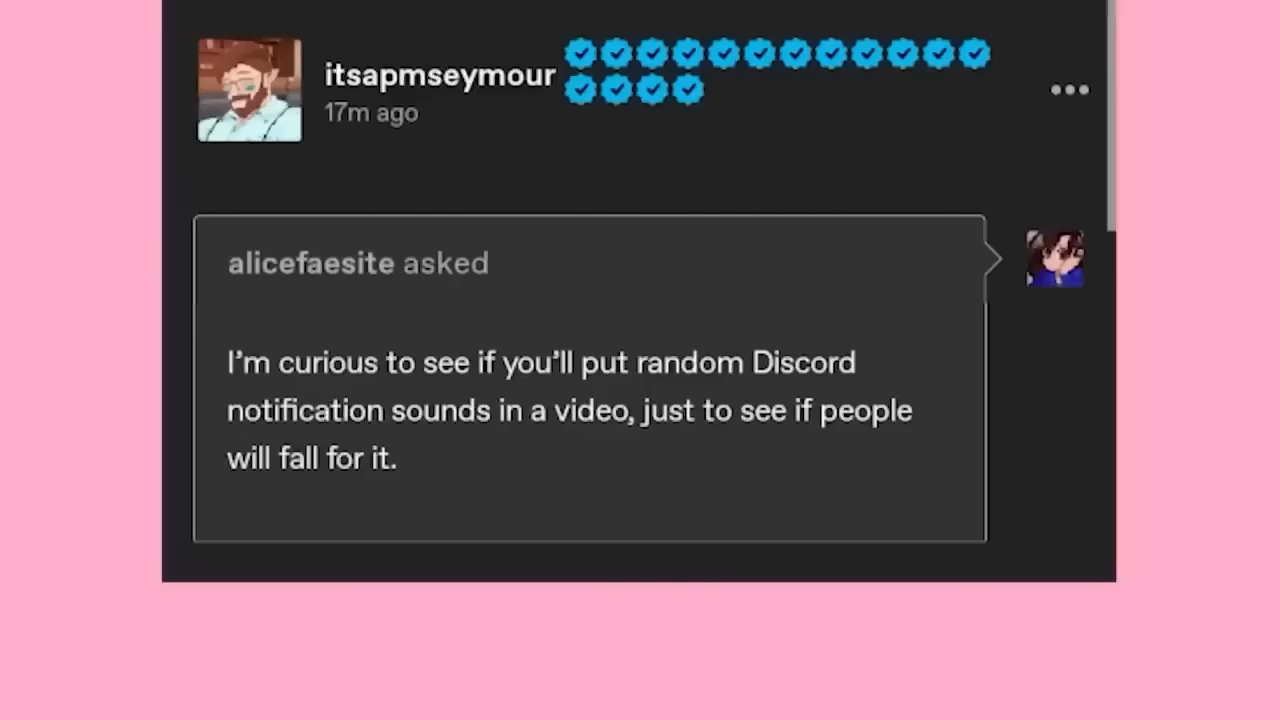 itsapmseymour
17m ago
alicefaesite asked
I'm curious to see if you'll put random Discord
notification sounds in a video, just to see if people
will fall for it.